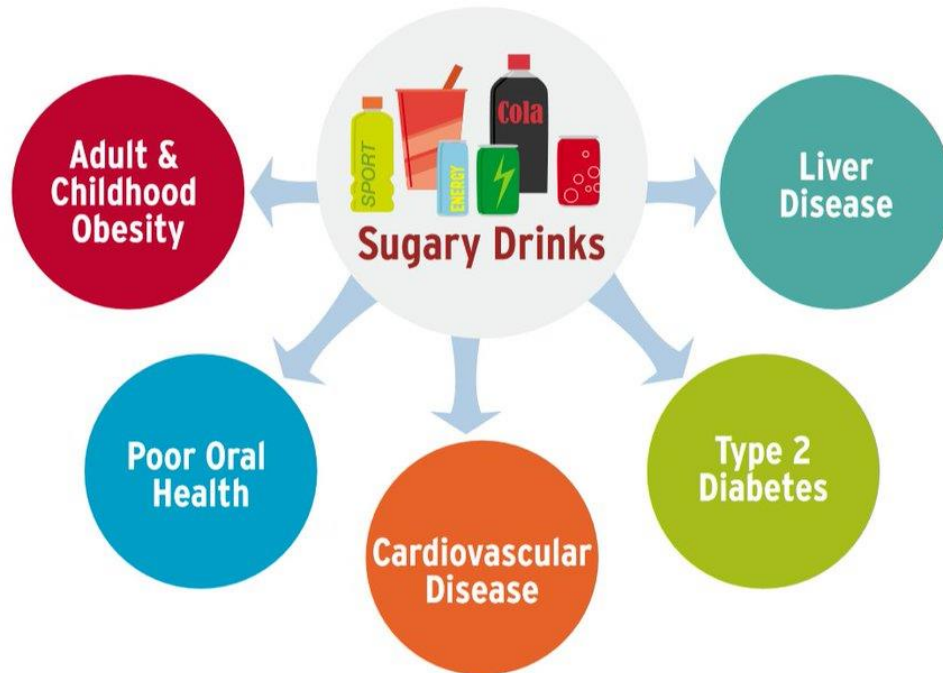 SPORT
ENERGY
Cola
Sugary Drinks
Adult &
Childhood
Obesity
Liver
Disease
Poor Oral
Health
Type 2
Diabetes
Cardiovascular
Disease